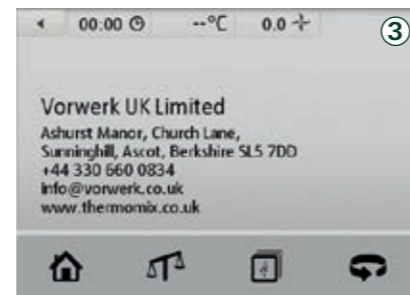 00:00 --°C 0.0
3
Vorwerk UK Limited
Ashurst Manor, Church Lane,
Sunninghill, Ascot, Berkshire SL5 7DD
+44 330 660 0834
info@vorwerk.co.uk
www.thermomix.co.uk